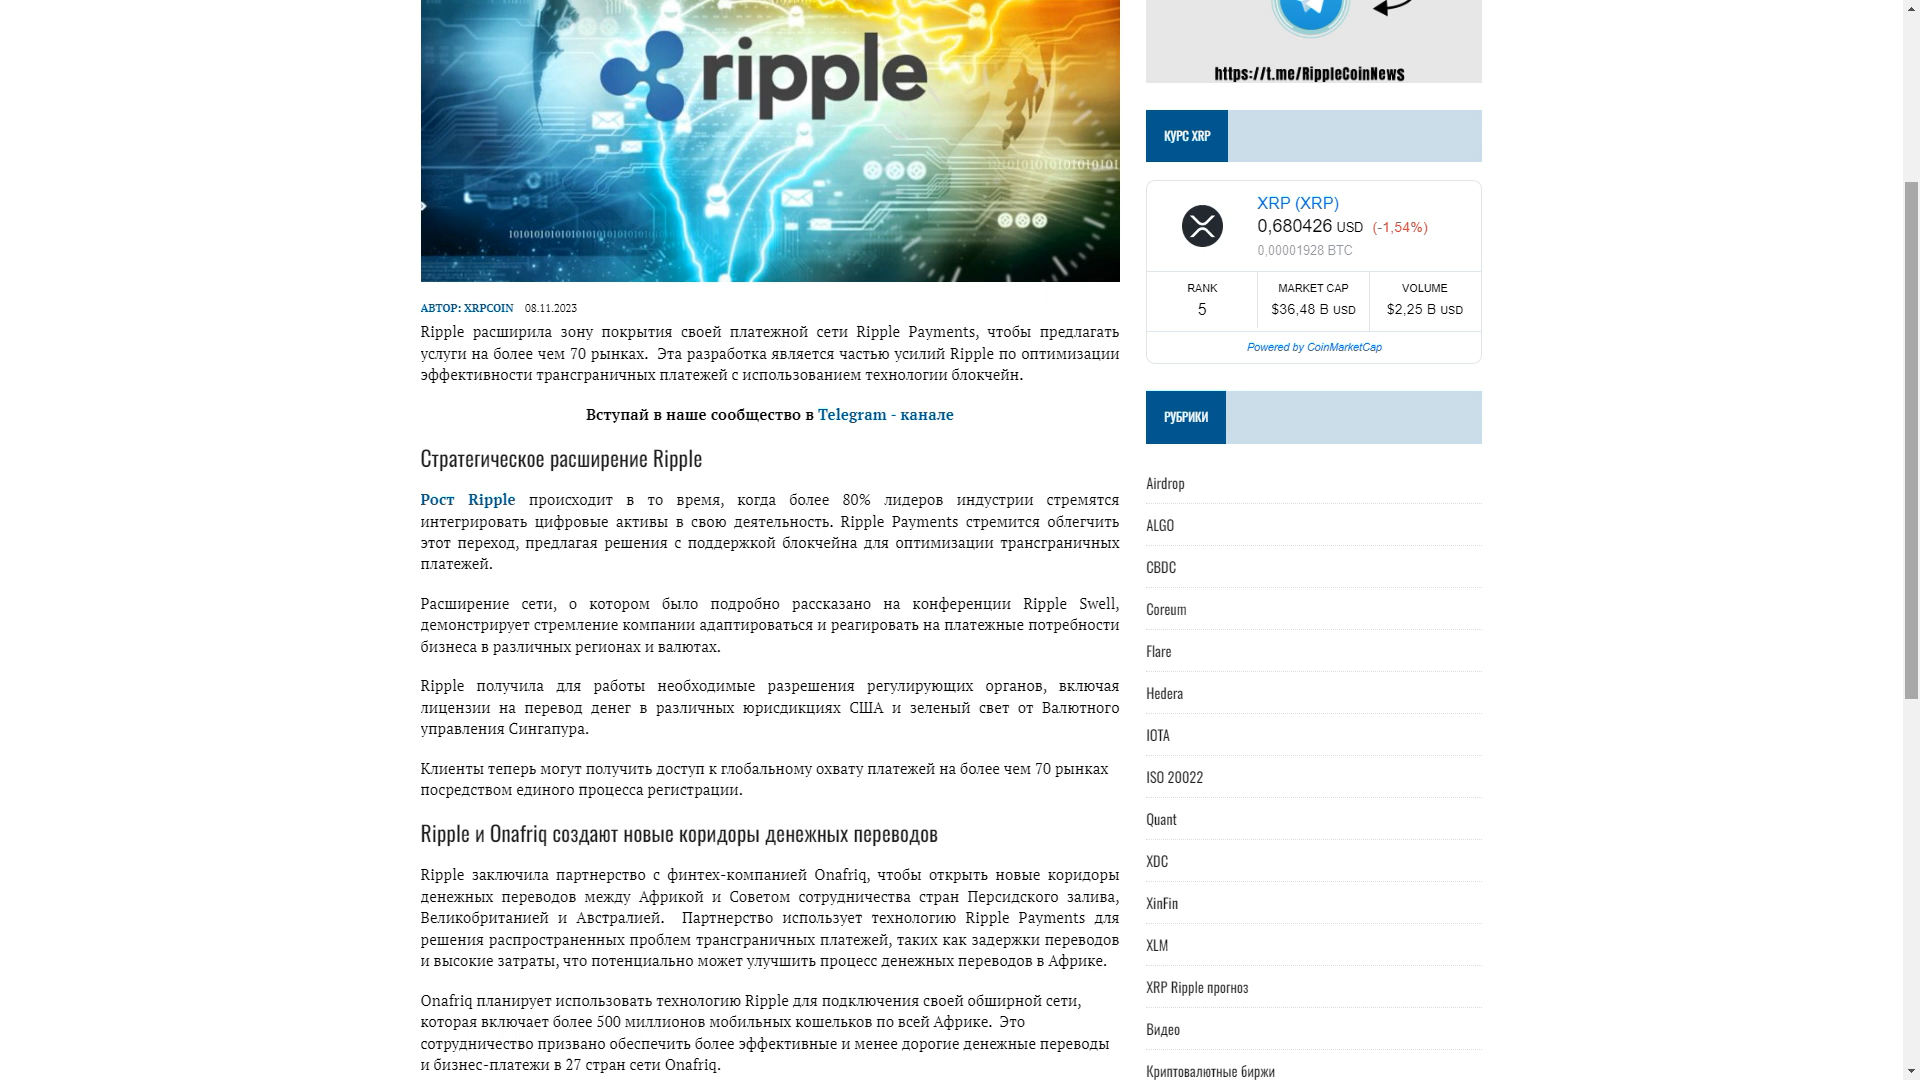 ripple
1010101010101010101010101010
АВТОР: XRPCOIN 08.11.2023
Ripple расширила зону покрытия своей платежной сети Ripple Payments, чтобы предлагать
услуги на более чем 70 рынках. Эта разработка является частью усилий Ripple по оптимизации
эффективности трансграничных платежей с использованием технологии блокчейн.
Вступай в наше сообщество в Telegram - канале
Стратегическое расширение Ripple
Рост Ripple происходит в то время, когда более 80% лидеров индустрии стремятся
интегрировать цифровые активы в свою деятельность. Ripple Payments стремится облегчить
этот переход, предлагая решения с поддержкой блокчейна для оптимизации трансграничных
платежей.
Расширение сети, о котором было подробно рассказано на конференции Ripple Swell,
демонстрирует стремление компании адаптироваться и реагировать на платежные потребности
бизнеса в различных регионах и валютах.
Ripple получила для работы необходимые разрешения регулирующих органов, включая
лицензии на перевод денег в различных юрисдикциях США и зеленый свет от Валютного
управления Сингапура.
Клиенты теперь могут получить доступ к глобальному охвату платежей на более чем 70 рынках
посредством единого процесса регистрации.
Ripple и Onafriq создают новые коридоры денежных переводов
Ripple заключила партнерство с финтех-компанией Onafriq, чтобы открыть новые коридоры
денежных переводов между Африкой и Советом сотрудничества стран Персидского залива,
Великобританией и Австралией. Партнерство использует технологию Ripple Payments для
решения распространенных проблем трансграничных платежей, таких как задержки переводов
и высокие затраты, что потенциально может улучшить процесс денежных переводов в Африке.
Onafriq планирует использовать технологию Ripple для подключения своей обширной сети,
которая включает более 500 миллионов мобильных кошельков по всей Африке. Это
сотрудничество призвано обеспечить более эффективные и менее дорогие денежные переводы
и бизнес-платежи в 27 стран сети Onafriq.
https://t.me/RippleCoinNews
КУРС XRP
XRP (XRP)
0,680426 USD (-1,54%)
0,00001928 BTC
RANK MARKET CAP VOLUME
5 $36,48 B USD $2,25 B USD
Powered by CoinMarketCap
РУБРИКИ
Airdrop
ALGO
CBDC
Coreum
Flare
Hedera
IOTA
ISO 20022
Quant
XDC
XinFin
XLM
XRP Ripple прогноз
Видео
Криптовалютные биржи